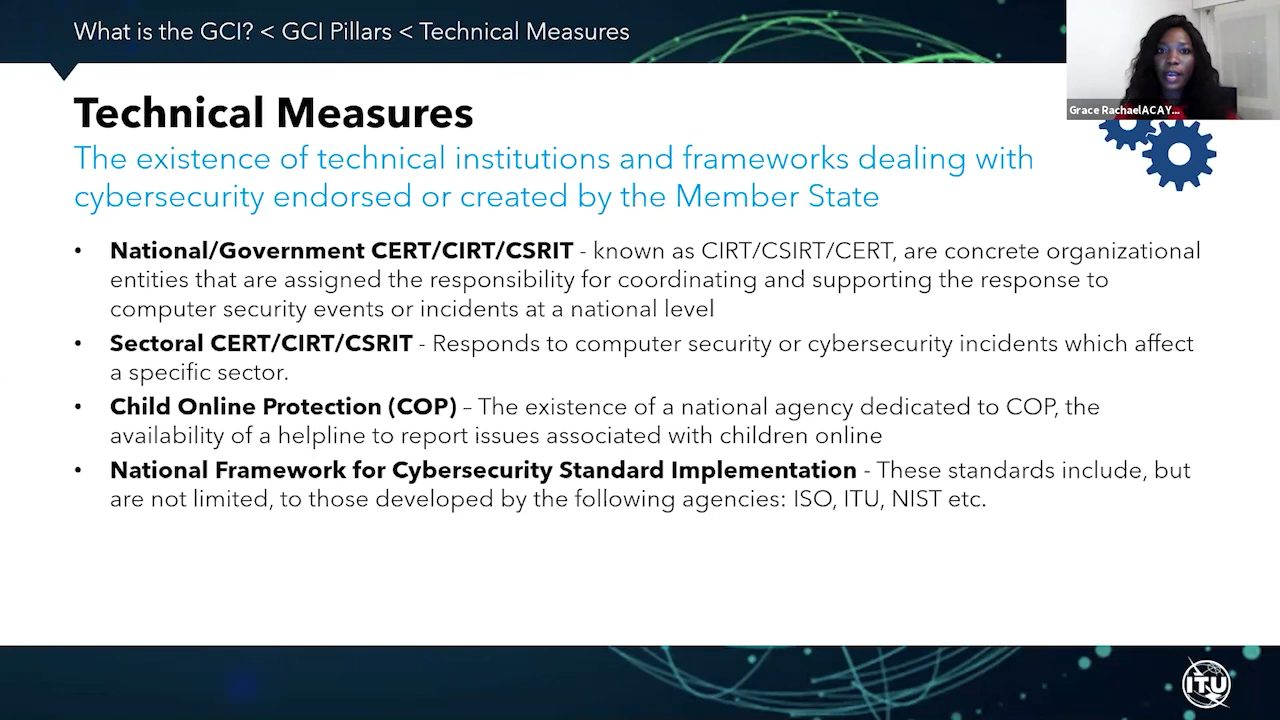 What is the GCI? < GCI Pillars < Technical Measures
Grace RachaelACAY...
Technical Measures
The existence of technical institutions and frameworks dealing with
cybersecurity endorsed or created by the Member State
• National/Government CERT/CIRT/CSRIT - known as CIRT/CSIRT/CERT, are concrete organizational
entities that are assigned the responsibility for coordinating and supporting the response to
computer security events or incidents at a national level
• Sectoral CERT/CIRT/CSRIT - Responds to computer security or cybersecurity incidents which affect
a specific sector.
• Child Online Protection (COP) – The existence of a national agency dedicated to COP, the
availability of a helpline to report issues associated with children online
• National Framework for Cybersecurity Standard Implementation - These standards include, but
are not limited, to those developed by the following agencies: ISO, ITU, NIST etc.
ITU